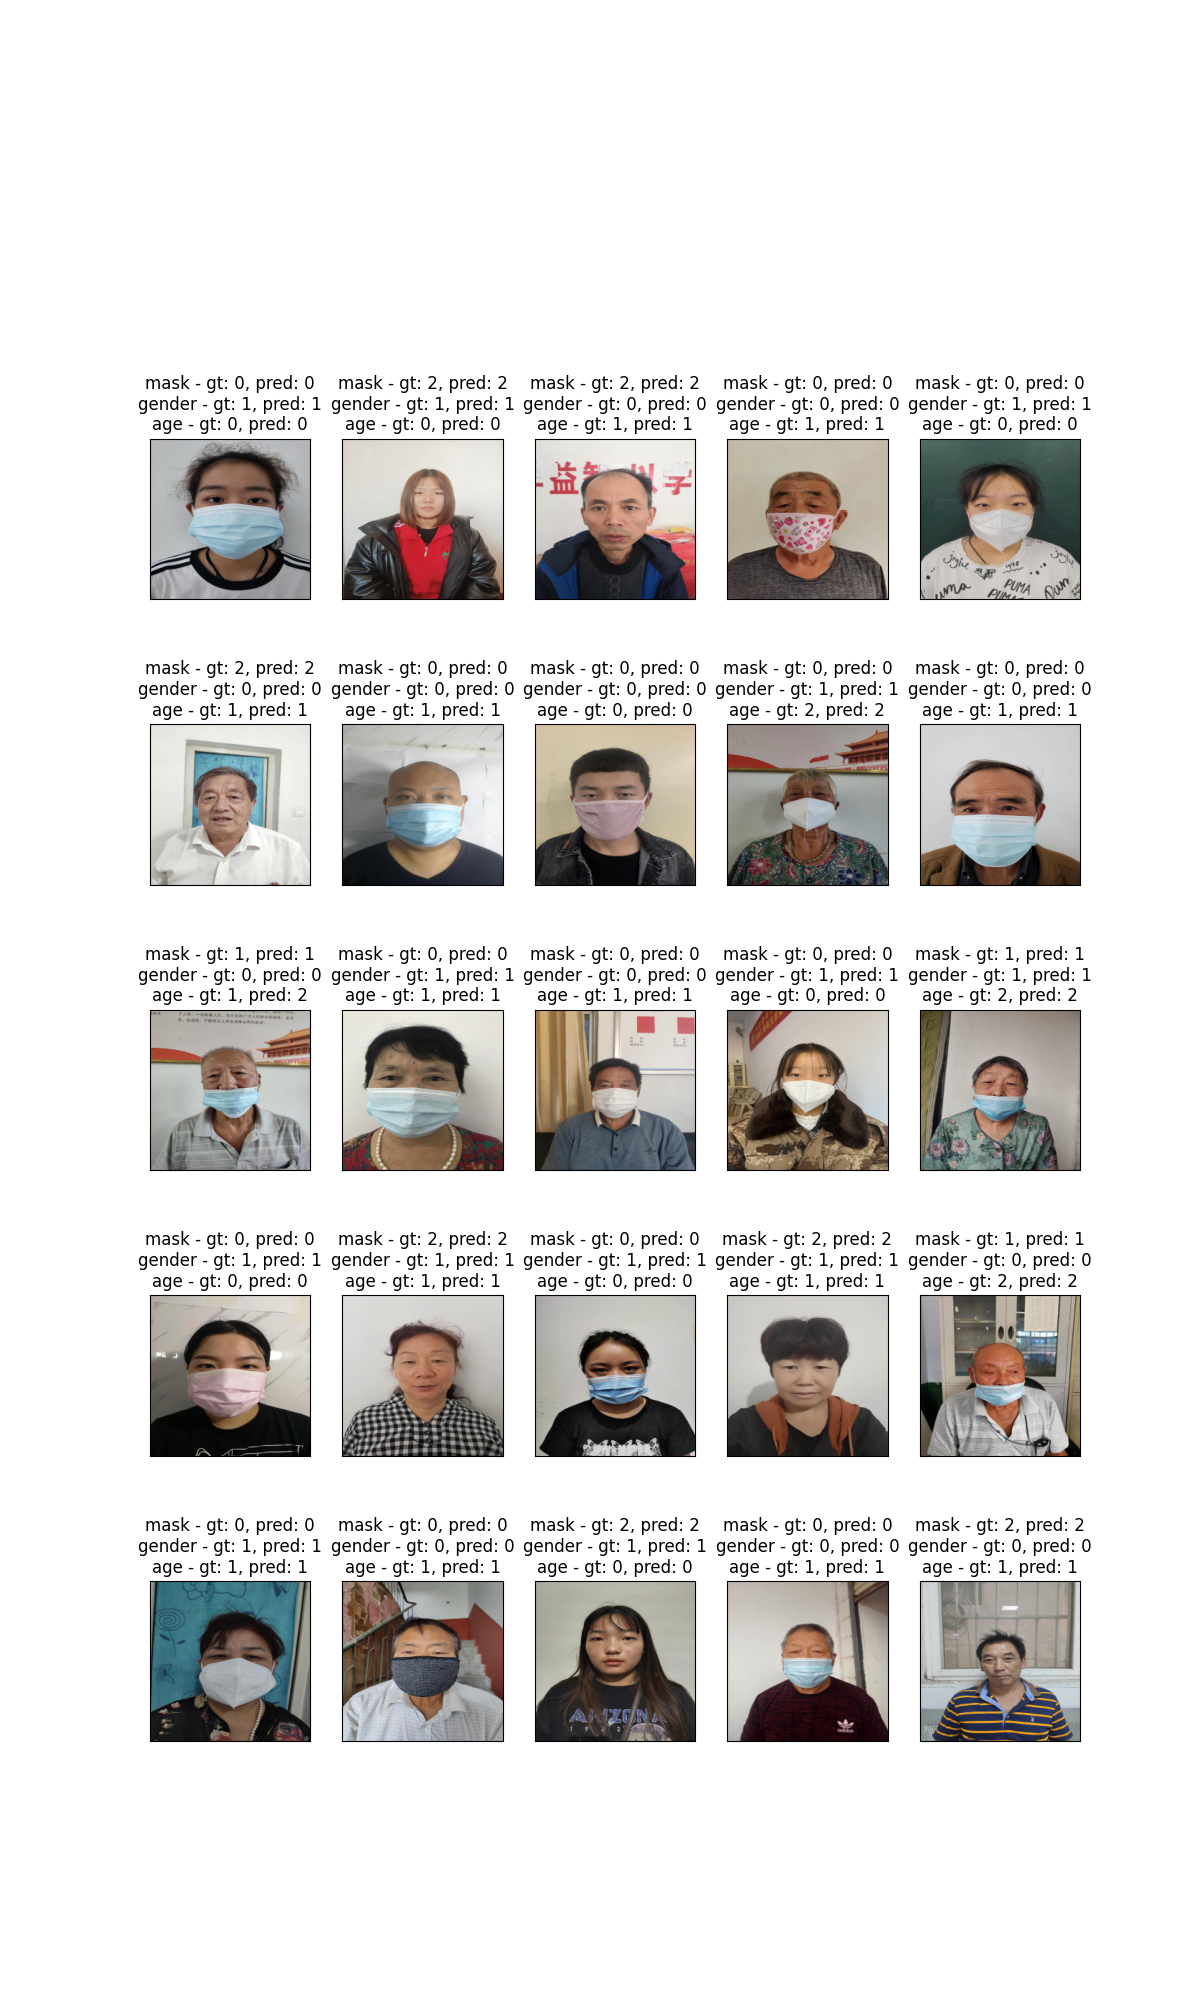 mask - gt: 0, pred: 0
gender - gt: 1, pred: 1
age - gt: 0, pred: 0
mask - gt: 2, pred: 2
gender - gt: 1, pred: 1
age - gt: 0, pred: 0
mask - gt: 2, pred: 2
gender - gt: 0, pred: 0
age - gt: 1, pred: 1
益智
mask - gt: 0, pred: 0
gender - gt: 0, pred: 0
age - gt: 1, pred: 1
mask - gt: 0, pred: 0
gender - gt: 1, pred: 1
age - gt: 0, pred: 0
joyful
PUMA
mask - gt: 2, pred: 2
gender - gt: 0, pred: 0
age - gt: 1, pred: 1
mask - gt: 0, pred: 0
gender - gt: 0, pred: 0
age - gt: 1, pred: 1
mask - gt: 0, pred: 0
gender - gt: 0, pred: 0
age - gt: 0, pred: 0
mask - gt: 0, pred: 0
gender - gt: 1, pred: 1
age - gt: 2, pred: 2
mask - gt: 0, pred: 0
gender - gt: 0, pred: 0
age - gt: 1, pred: 1
mask - gt: 1, pred: 1
gender - gt: 0, pred: 0
age - gt: 1, pred: 2
mask - gt: 0, pred: 0
gender - gt: 1, pred: 1
age - gt: 1, pred: 1
mask - gt: 0, pred: 0
gender - gt: 0, pred: 0
age - gt: 1, pred: 1
mask - gt: 0, pred: 0
gender - gt: 1, pred: 1
age - gt: 0, pred: 0
mask - gt: 1, pred: 1
gender - gt: 1, pred: 1
age - gt: 2, pred: 2
mask - gt: 0, pred: 0
gender - gt: 1, pred: 1
age - gt: 0, pred: 0
mask - gt: 2, pred: 2
gender - gt: 1, pred: 1
age - gt: 1, pred: 1
mask - gt: 0, pred: 0
gender - gt: 1, pred: 1
age - gt: 0, pred: 0
mask - gt: 2, pred: 2
gender - gt: 1, pred: 1
age - gt: 1, pred: 1
mask - gt: 1, pred: 1
gender - gt: 0, pred: 0
age - gt: 2, pred: 2
mask - gt: 0, pred: 0
gender - gt: 1, pred: 1
age - gt: 1, pred: 1
mask - gt: 0, pred: 0
gender - gt: 0, pred: 0
age - gt: 1, pred: 1
mask - gt: 2, pred: 2
gender - gt: 1, pred: 1
age - gt: 0, pred: 0
ARIZONA
mask - gt: 0, pred: 0
gender - gt: 0, pred: 0
age - gt: 1, pred: 1
adidas
mask - gt: 2, pred: 2
gender - gt: 0, pred: 0
age - gt: 1, pred: 1